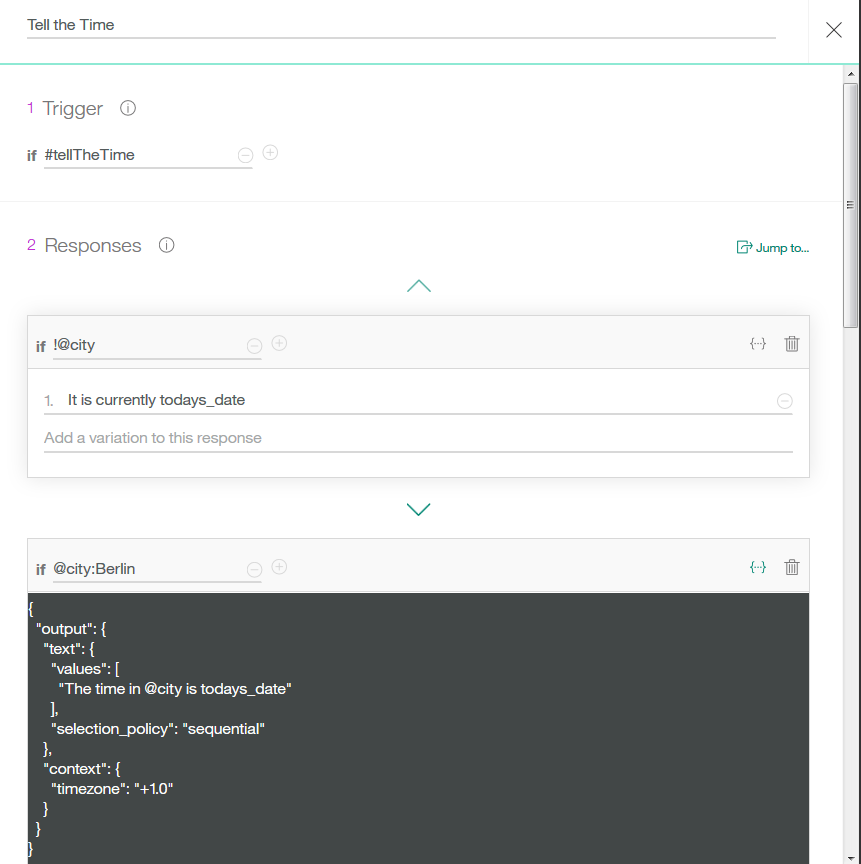 Tell the Time
1 Trigger
if #tellTheTime
2 Responses
Jump to...
if !@city
1. It is currently todays_date
Add a variation to this response
if @city:Berlin
{
"output": {
"text": {
"values": [
"The time in @city is todays_date"
],
"selection_policy": "sequential"
},
"context": {
"timezone": "+1.0"
}
}
}